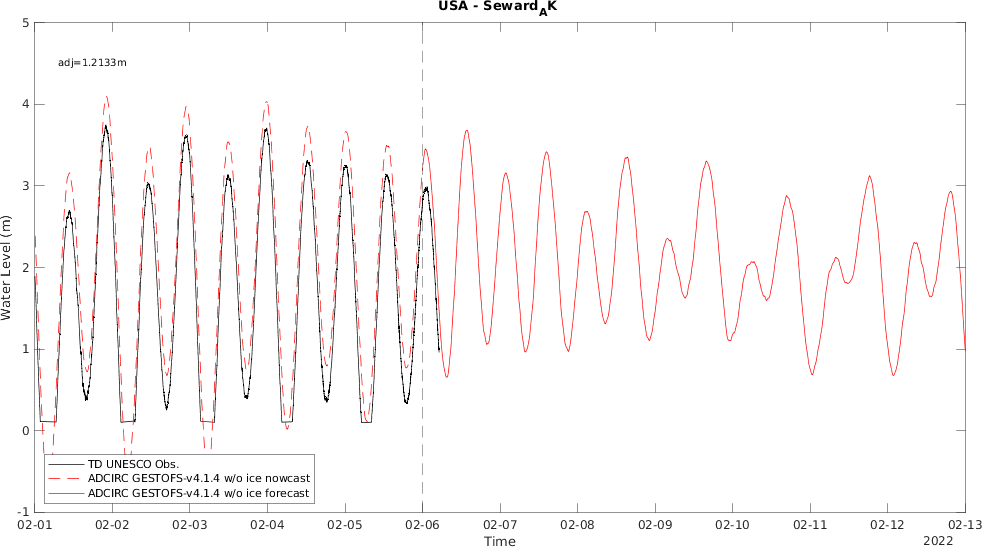 USA - Seward_AK
adj=1.2133m
5
4
3
2
1
0
-1
Water Level (m)
TD UNESCO Obs.
ADCIRC GESTOFS-v4.1.4 w/o ice nowcast
ADCIRC GESTOFS-v4.1.4 w/o ice forecast
02-01 02-02 02-03 02-04 02-05 02-06 02-07 02-08 02-09 02-10 02-11 02-12 02-13
Time
2022